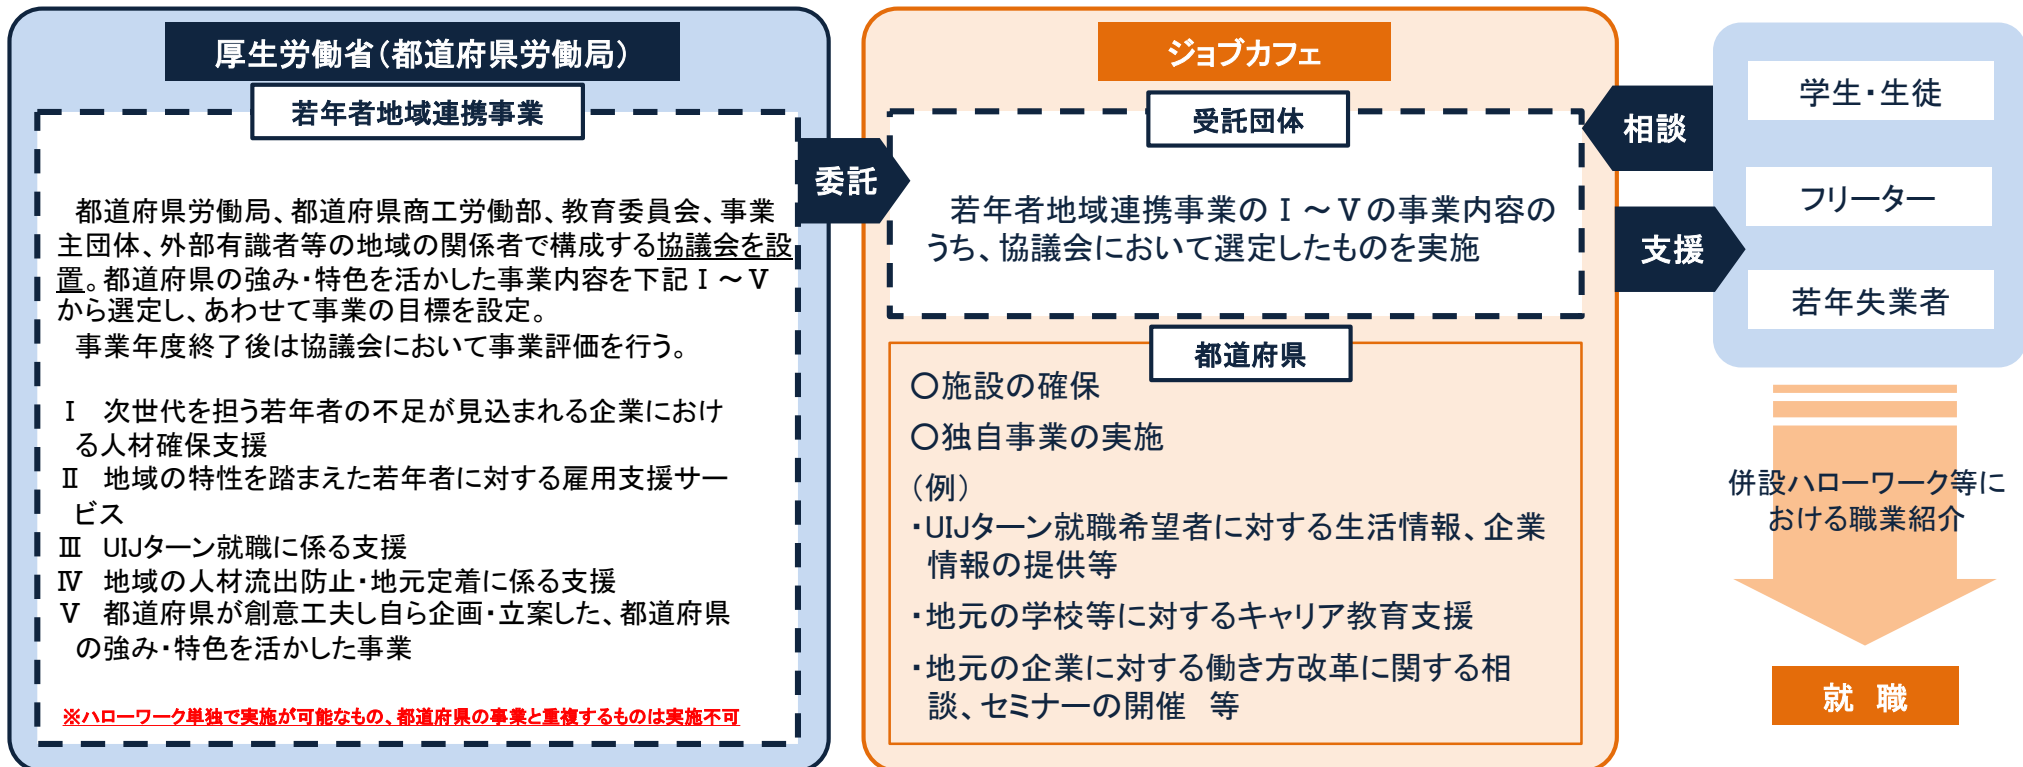 厚生労働省（都道府県労働局）
若年者地域連携事業
都道府県労働局、都道府県商工労働部、教育委員会、事業
主団体、外部有識者等の地域の関係者で構成する協議会を設
置。都道府県の強み・特色を活かした事業内容を下記Ⅰ～Ⅴ
から選定し、あわせて事業の目標を設定。
事業年度終了後は協議会において事業評価を行う。
Ⅰ　次世代を担う若年者の不足が見込まれる企業におけ
る人材確保支援
Ⅱ　地域の特性を踏まえた若年者に対する雇用支援サー
ビス
Ⅲ　UIJターン就職に係る支援
Ⅳ　地域の人材流出防止・地元定着に係る支援
Ⅴ　都道府県が創意工夫し自ら企画・立案した、都道府県
の強み・特色を活かした事業
※ハローワーク単独で実施が可能なもの、都道府県の事業と重複するものは実施不可
委託
ジョブカフェ
受託団体
若年者地域連携事業のⅠ～Ⅴの事業内容の
うち、協議会において選定したものを実施
都道府県
○施設の確保
○独自事業の実施
（例）
・UIJターン就職希望者に対する生活情報、企業
情報の提供等
・地元の学校等に対するキャリア教育支援
・地元の企業に対する働き方改革に関する相
談、セミナーの開催　等
相談
支援
学生・生徒
フリーター
若年失業者
併設ハローワーク等に
おける職業紹介
就　職